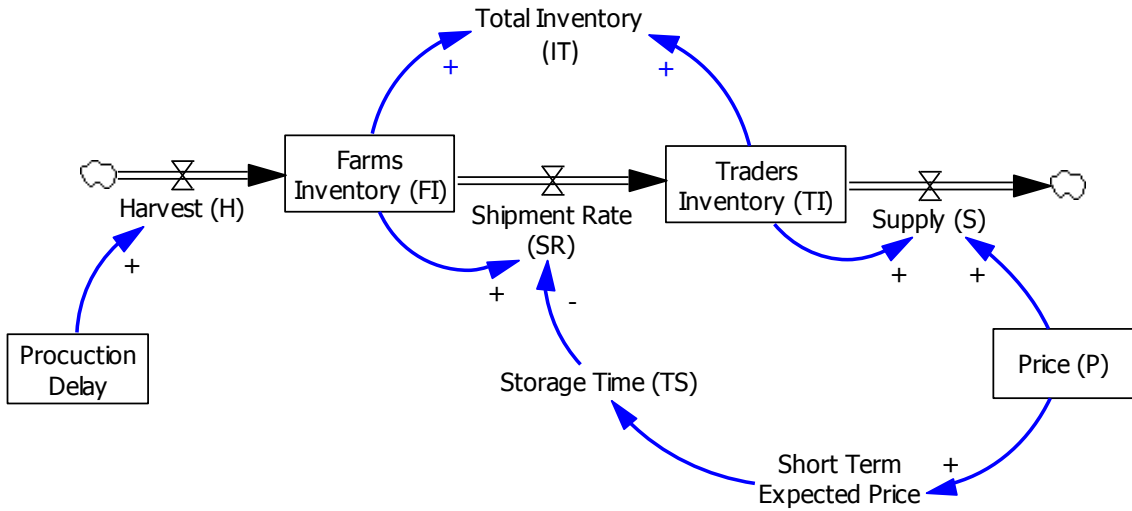 Total Inventory
(IT)
+
+
Farms
Inventory (FI)
Traders
Inventory (TI)
Harvest (H)
Shipment Rate
(SR)
Supply (S)
+
+
-
+
+
Procuction
Delay
Storage Time (TS)
Price (P)
Short Term
Expected Price
+